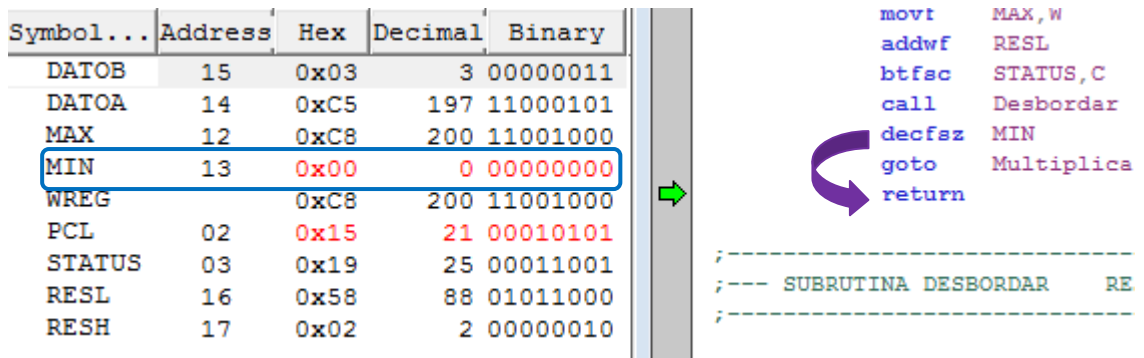 Symbol... Address Hex Decimal Binary
DATOB 15 0x03 3 00000011
DATOA 14 0xC5 197 11000101
MAX 12 0xC8 200 11001000
MIN 13 0x00 0 00000000
WREG 0xC8 200 11001000
PCL 02 0x15 21 00010101
STATUS 03 0x19 25 00011001
RESL 16 0x58 88 01011000
RESH 17 0x02 2 00000010
movf MAX,W
addwf RESL
btfsc STATUS,C
call Desbordar
decfsz MIN
goto Multiplica
return
;-----------------------------
;--- SUBRUTINA DESBORDAR RE
;-----------------------------